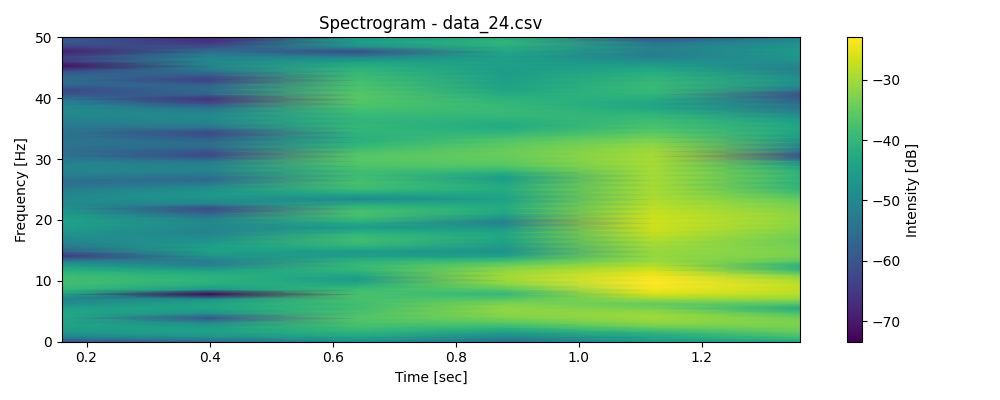 Spectrogram - data_24.csv
50
40
30
20
10
0
Frequency [Hz]
0.2 0.4 0.6 0.8 1.0 1.2
Time [sec]
−30
−40
−50
−60
−70
Intensity [dB]